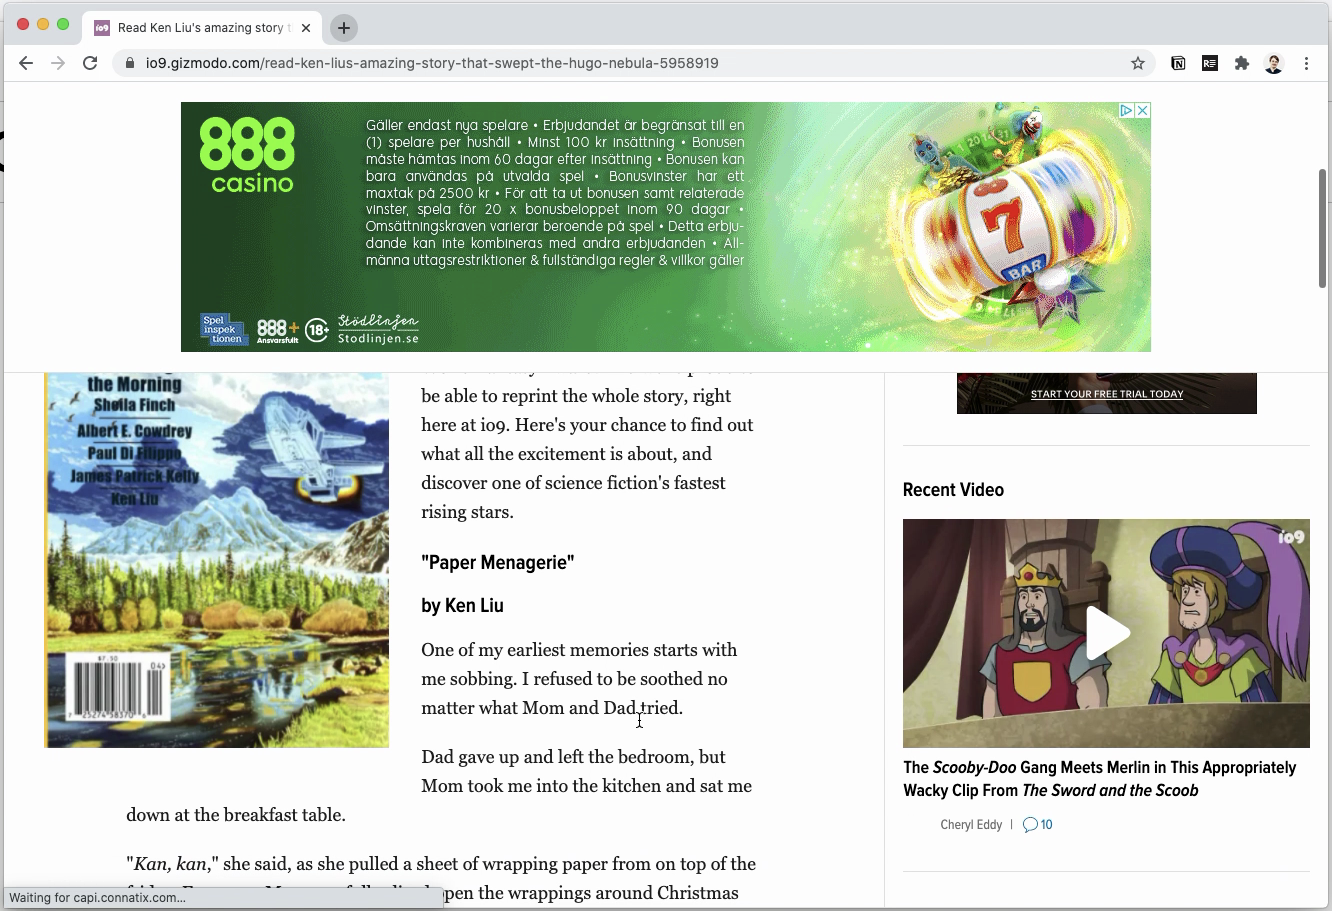 io9
Read Ken Liu's amazing story t
io9.gizmodo.com/read-ken-lius-amazing-story-that-swept-the-hugo-nebula-5958919
888
casino
Gäller endast nya spelare • Erbjudandet är begränsat till en
(1) spelare per hushåll • Minst 100 kr insättning • Bonusen
måste hämtas inom 60 dagar efter insättning • Bonusen kan
bara användas på utvalda spel • Bonusvinster har ett
maxtak på 2500 kr • För att ta ut bonusen samt relaterade
vinster, spela för 20 x bonusbeloppet inom 90 dagar •
Omsättningskraven varierar beroende på spel • Detta erbju-
dande kan inte kombineras med andra erbjudanden • All-
männa uttagsrestriktioner & fullständiga regler & villkor gäller
7
BAR
Spel
inspek
tionen
888+
Ansvarsfullt
18+
Stödlinjen
Stodlinjen.se
the Morning
Sheila Finch
Albert E. Cowdrey
Paul Di Filippo
James Patrick Kelly
Ken Liu
be able to reprint the whole story, right
here at io9. Here's your chance to find out
what all the excitement is about, and
discover one of science fiction's fastest
rising stars.
"Paper Menagerie"
by Ken Liu
One of my earliest memories starts with
me sobbing. I refused to be soothed no
matter what Mom and Dad tried.
Dad gave up and left the bedroom, but
Mom took me into the kitchen and sat me
down at the breakfast table.
"Kan, kan," she said, as she pulled a sheet of wrapping paper from on top of the
open the wrappings around Christmas
START YOUR FREE TRIAL TODAY
Recent Video
io9
The Scooby-Doo Gang Meets Merlin in This Appropriately
Wacky Clip From The Sword and the Scoob
Cheryl Eddy | 10
Waiting for capi.connatix.com...